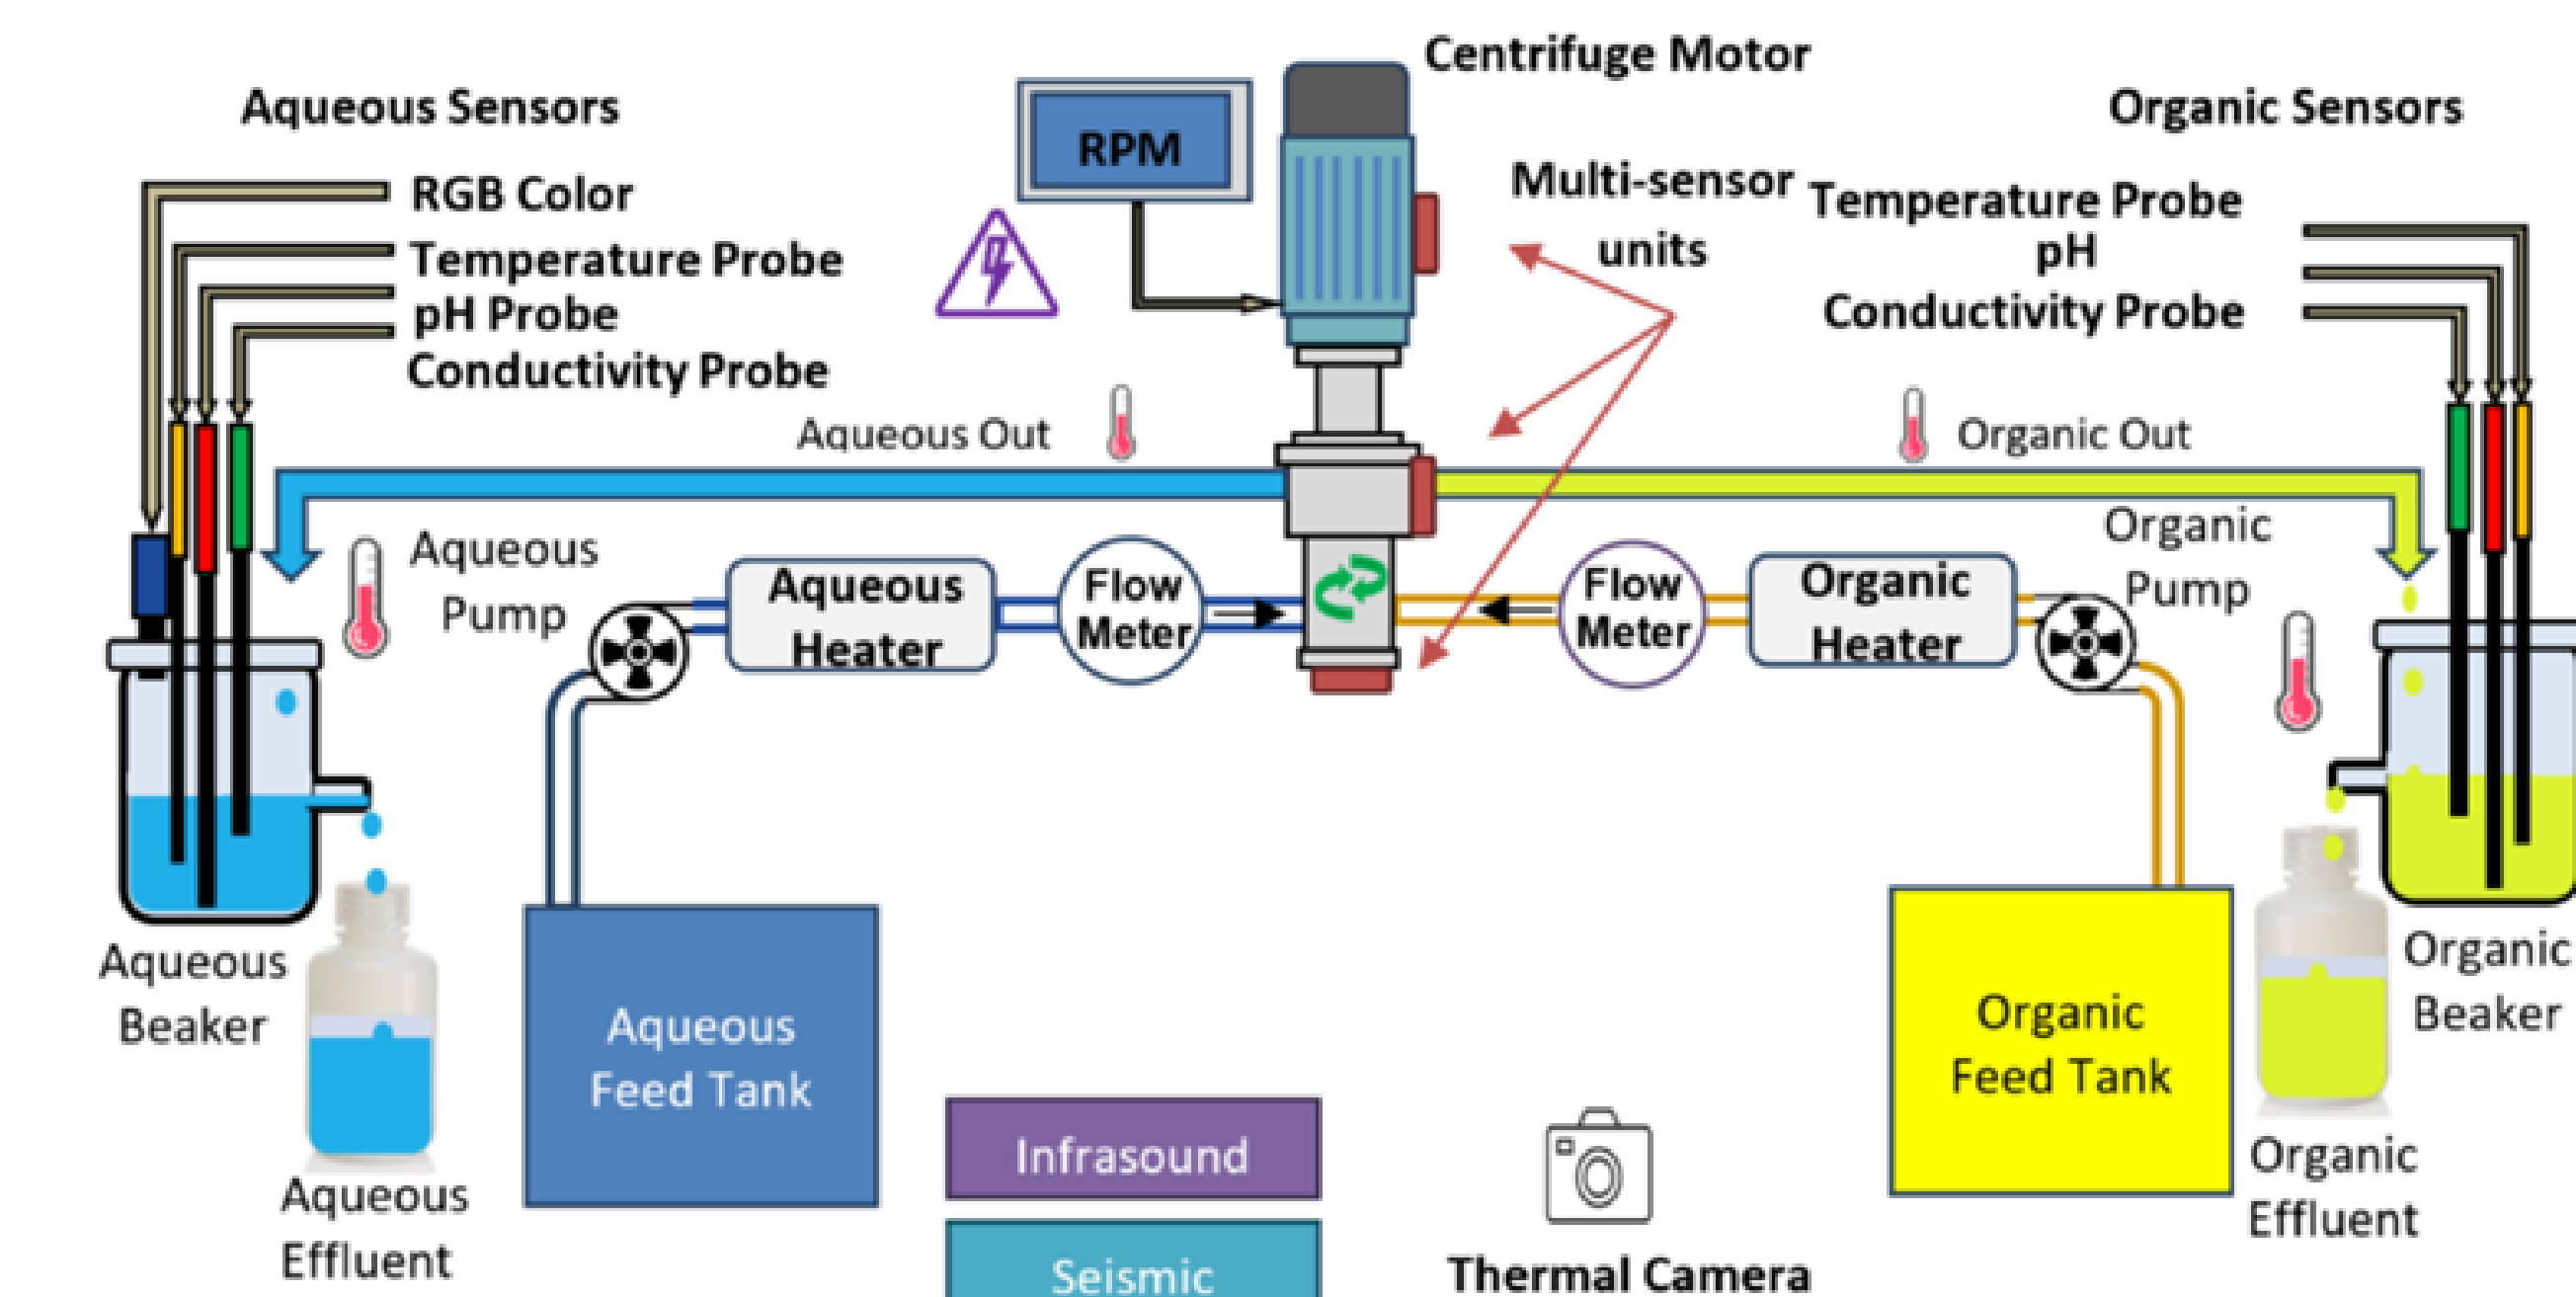 Centrifuge Motor
Aqueous Sensors
Organic Sensors
RPM
RGB Color
Temperature Probe
pH Probe
Conductivity Probe
Multi-sensor
units
Temperature Probe
pH
Conductivity Probe
Aqueous Out
Organic Out
Aqueous
Pump
Aqueous
Heater
Flow
Meter
Flow
Meter
Organic
Heater
Organic
Pump
Aqueous
Beaker
Aqueous
Effluent
Aqueous
Feed Tank
Infrasound
Seismic
Thermal Camera
Organic
Feed Tank
Organic
Beaker
Organic
Effluent